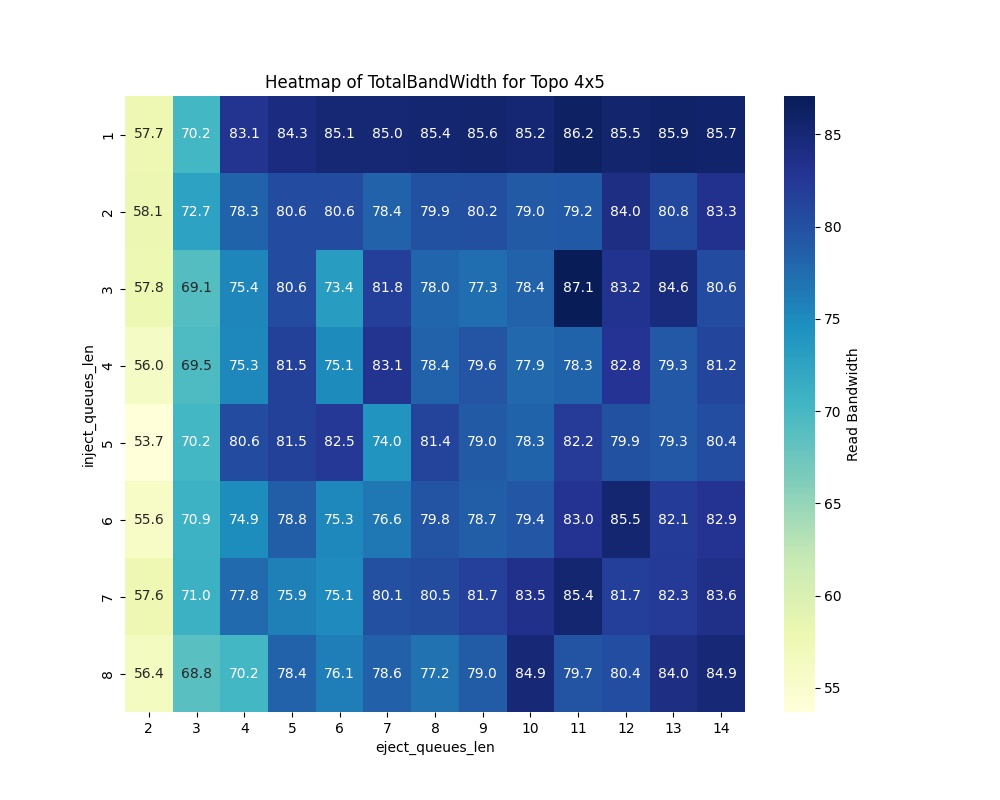 Heatmap of TotalBandWidth for Topo 4x5
1 57.7 70.2 83.1 84.3 85.1 85.0 85.4 85.6 85.2 86.2 85.5 85.9 85.7
2 58.1 72.7 78.3 80.6 80.6 78.4 79.9 80.2 79.0 79.2 84.0 80.8 83.3
3 57.8 69.1 75.4 80.6 73.4 81.8 78.0 77.3 78.4 87.1 83.2 84.6 80.6
4 56.0 69.5 75.3 81.5 75.1 83.1 78.4 79.6 77.9 78.3 82.8 79.3 81.2
5 53.7 70.2 80.6 81.5 82.5 74.0 81.4 79.0 78.3 82.2 79.9 79.3 80.4
6 55.6 70.9 74.9 78.8 75.3 76.6 79.8 78.7 79.4 83.0 85.5 82.1 82.9
7 57.6 71.0 77.8 75.9 75.1 80.1 80.5 81.7 83.5 85.4 81.7 82.3 83.6
8 56.4 68.8 70.2 78.4 76.1 78.6 77.2 79.0 84.9 79.7 80.4 84.0 84.9
2 3 4 5 6 7 8 9 10 11 12 13 14
eject_queues_len
inject_queues_len
85
80
75
70
65
60
55
Read Bandwidth